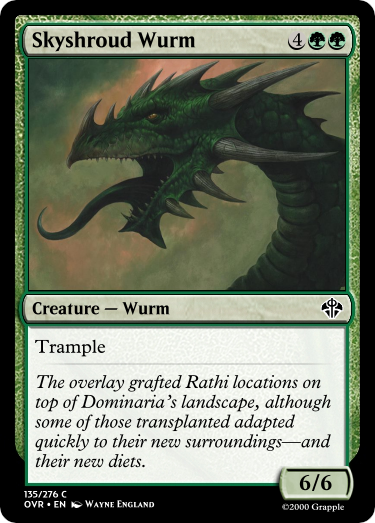 Skyshroud Wurm 4
Creature — Wurm
Trample
The overlay grafted Rathi locations on
top of Dominaria's landscape, although
some of those transplanted adapted
quickly to their new surroundings—and
their new diets.
6/6
135/276 C
OVR • EN Wayne England
©2000 Grapple